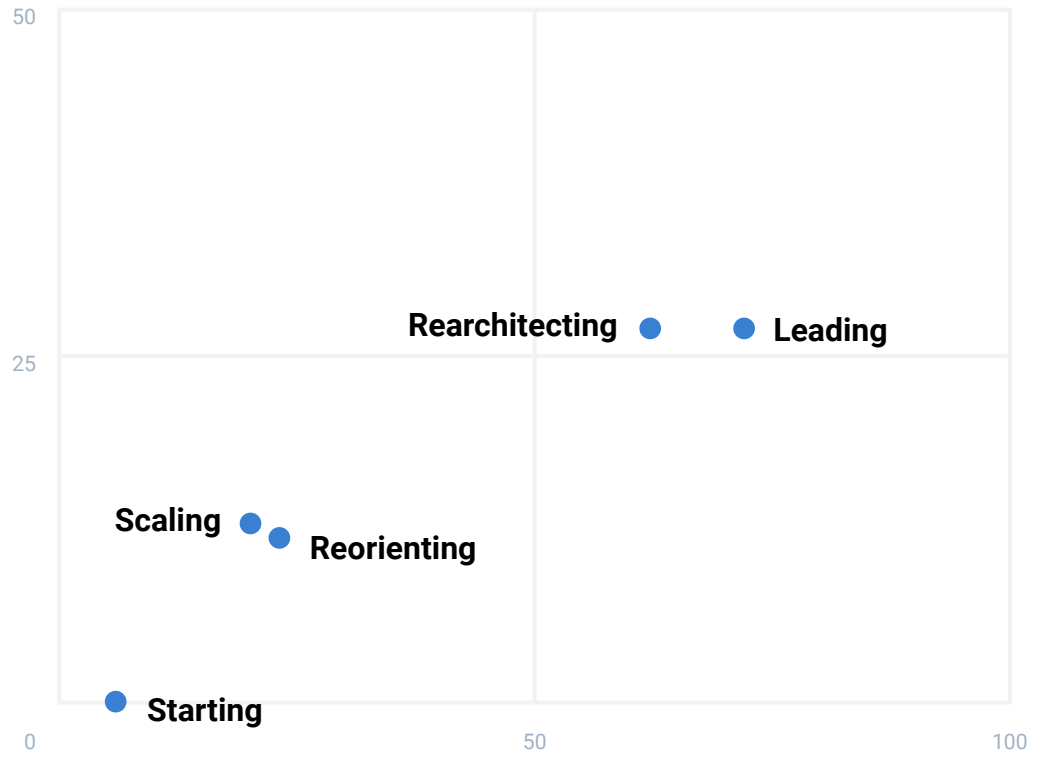 50
Rearchitecting
Leading
25
Scaling
Reorienting
Starting
0
50
100